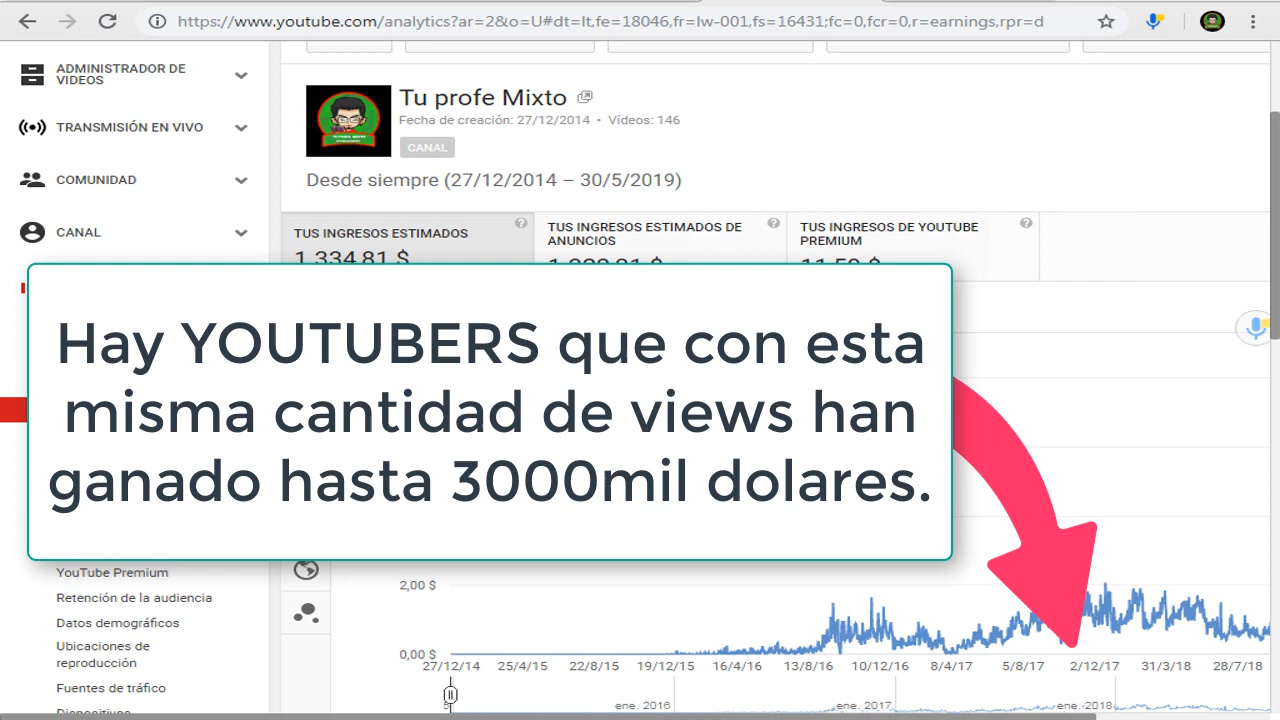 https://www.youtube.com/analytics?ar=2&o=U#dt=lt,fe=18046,fr=lw-001,fs=16431;fc=0,fcr=0,r=earnings,rpr=d
ADMINISTRADOR DE
VIDEOS
TRANSMISIÓN EN VIVO
COMUNIDAD
CANAL
Tu profe Mixto
Fecha de creación: 27/12/2014 • Vídeos: 146
CANAL
Desde siempre (27/12/2014 – 30/5/2019)
TUS INGRESOS ESTIMADOS
1.334,81 $
TUS INGRESOS ESTIMADOS DE
ANUNCIOS
TUS INGRESOS DE YOUTUBE
PREMIUM
Hay YOUTUBERS que con esta
misma cantidad de views han
ganado hasta 3000mil dolares.
YouTube Premium
Retención de la audiencia
Datos demográficos
Ubicaciones de
reproducción
Fuentes de tráfico
Dispositivos
2,00 $
0,00 $
27/12/14 25/4/15 22/8/15 19/12/15 16/4/16 13/8/16 10/12/16 8/4/17 5/8/17 2/12/17 31/3/18 28/7/18
ene. 2016 ene. 2017 ene. 2018